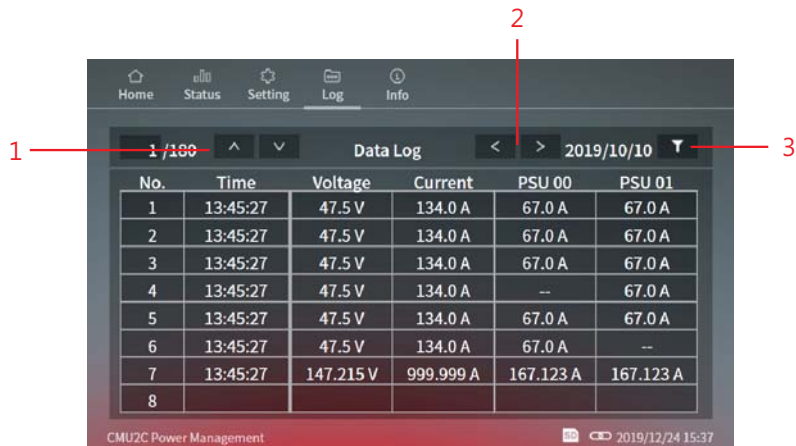 2
Home Status Setting Log Info
1 1 /180 Data Log < > 2019/10/10 3
No. Time Voltage Current PSU 00 PSU 01
1 13:45:27 47.5 V 134.0 A 67.0 A 67.0 A
2 13:45:27 47.5 V 134.0 A 67.0 A 67.0 A
3 13:45:27 47.5 V 134.0 A 67.0 A 67.0 A
4 13:45:27 47.5 V 134.0 A -- 67.0 A
5 13:45:27 47.5 V 134.0 A 67.0 A 67.0 A
6 13:45:27 47.5 V 134.0 A 67.0 A --
7 13:45:27 147.215 V 999.999 A 167.123 A 167.123 A
8
CMU2C Power Management SD 2019/12/24 15:37